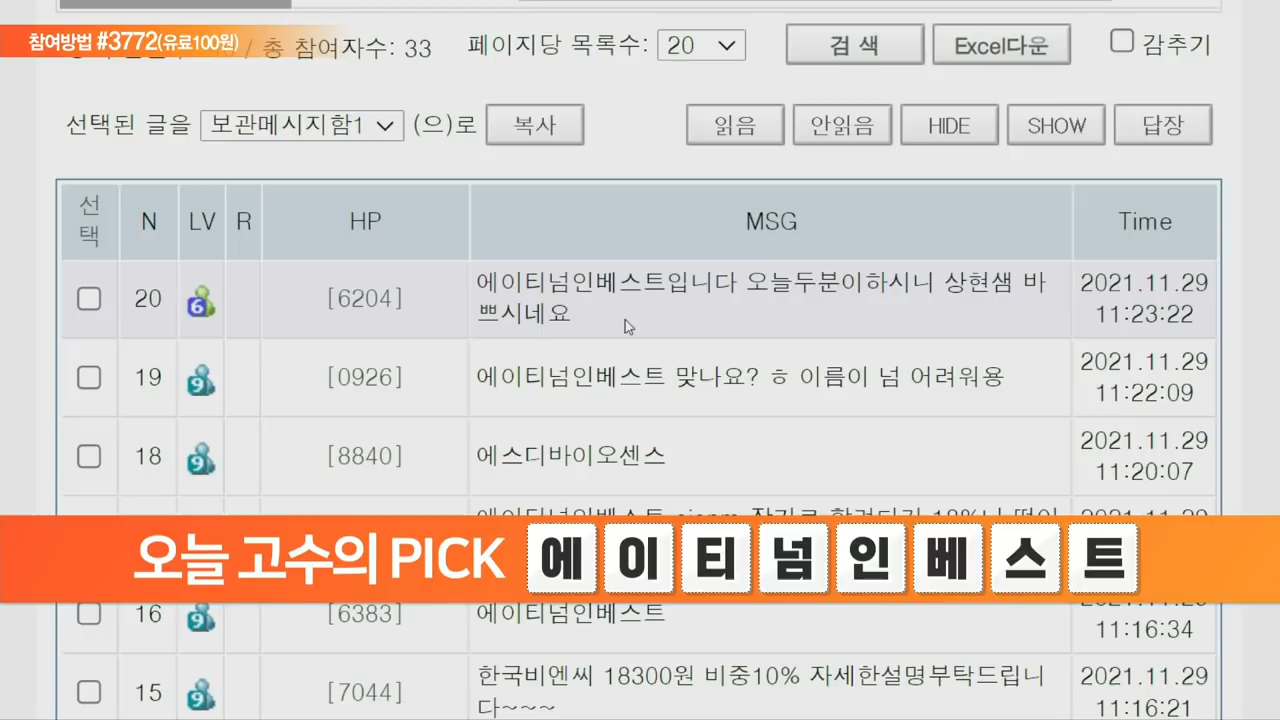 참여방법 #3772(유료100원)
/ 총 참여자수: 33 페이지당 목록수: 20 검 색 Excel다운 감추기
선택된 글을 보관메시지함1 (으)로 복사 읽음 안읽음 HIDE SHOW 답장
선택 N LV R HP MSG Time
20 6 [6204] 에이티넘인베스트입니다 오늘두분이하시니 상현샘 바 2021.11.29
쁘시네요 11:23:22
19 9 [0926] 에이티넘인베스트 맞나요? ㅎ 이름이 넘 어려워용 2021.11.29
11:22:09
18 9 [8840] 에스디바이오센스 2021.11.29
11:20:07
오늘 고수의 PICK 에이티넘인베스트
16 9 [6383] 에이티넘인베스트
11:16:34
15 9 [7044] 한국비엔씨 18300원 비중10% 자세한설명부탁드립니 2021.11.29
다~~~ 11:16:21